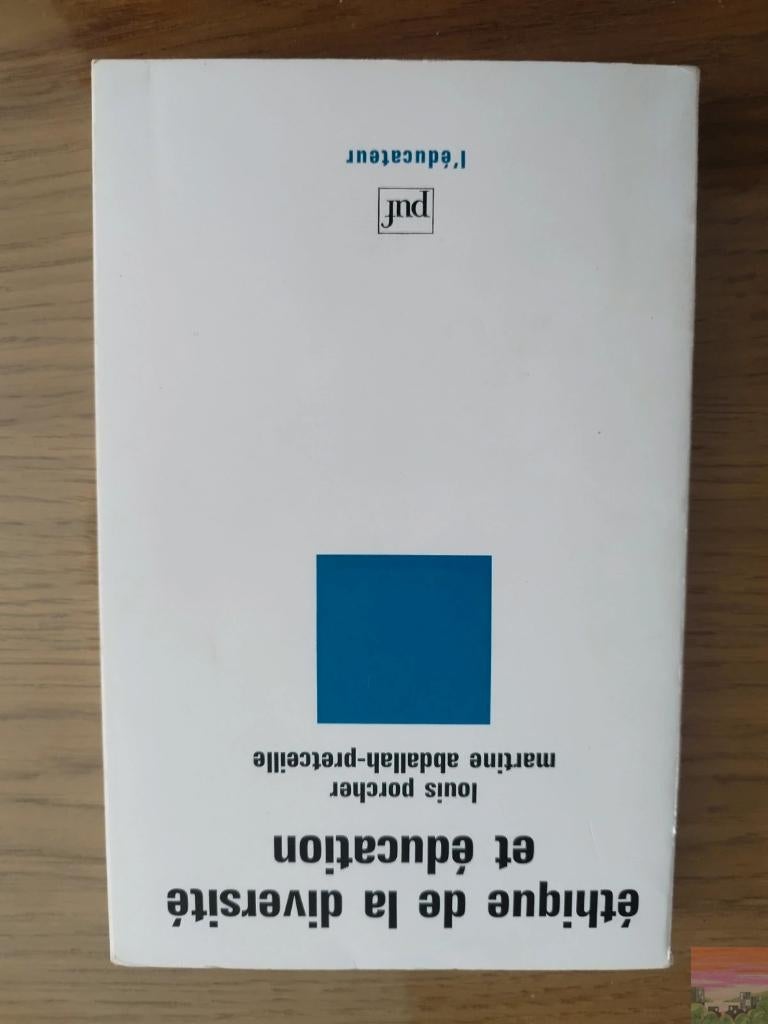 éthique de la diversité
et éducation
louis porcher
martine abdallah-pretceille
puf
l'éducateur